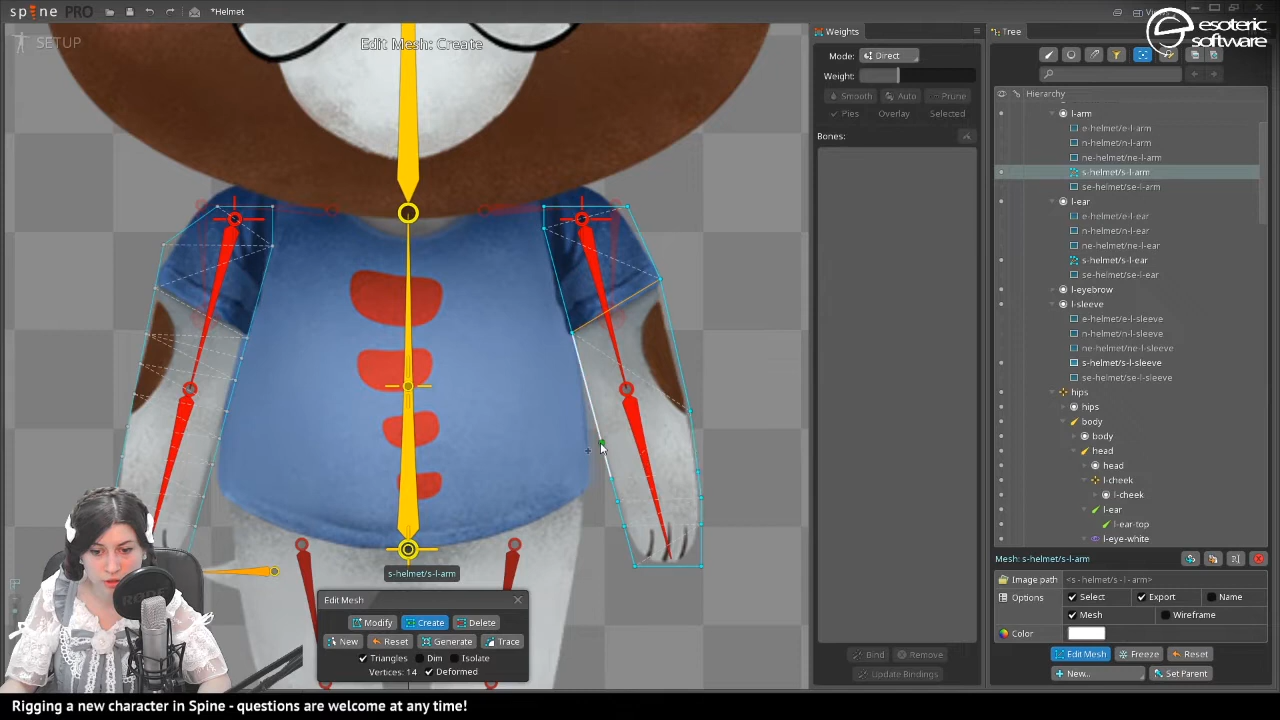 spine PRO
*Helmet
Views
esoteric software
SETUP
Edit Mesh: Create
Weights
Mode: Direct
Weight:
Smooth Auto Prune
Pies Overlay Selected
Bones:
Bind Remove
Update Bindings
Tree
Hierarchy
l-arm
e-helmet/e-l-arm
n-helmet/n-l-arm
ne-helmet/ne-l-arm
s-helmet/s-l-arm
se-helmet/se-l-arm
l-ear
e-helmet/e-l-ear
n-helmet/n-l-ear
ne-helmet/ne-l-ear
s-helmet/s-l-ear
se-helmet/se-l-ear
l-eyebrow
l-sleeve
e-helmet/e-l-sleeve
n-helmet/n-l-sleeve
ne-helmet/ne-l-sleeve
s-helmet/s-l-sleeve
se-helmet/se-l-sleeve
hips
hips
body
body
head
head
l-cheek
l-cheek
l-ear
l-ear-top
l-eye-white
Mesh: s-helmet/s-l-arm
Image path <s-helmet/s-l-arm>
Options Select Export Name
Mesh Wireframe
Color
Edit Mesh Freeze Reset
New... Set Parent
s-helmet/s-l-arm
Edit Mesh
Modify Create Delete
New Reset Generate Trace
Triangles Dim Isolate
Vertices: 14 Deformed
RODE
Rigging a new character in Spine - questions are welcome at any time!